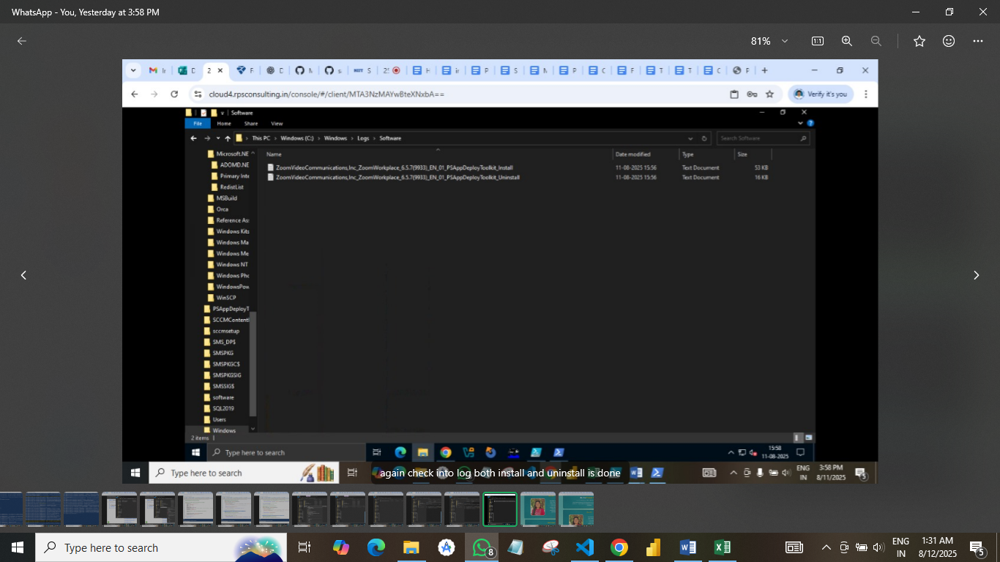 WhatsApp - You, Yesterday at 3:58 PM
81%
cloud4.rpsconsulting.in/console/#/client/MTA3NzMAYwBteXNxbA==
Verify it's you
Software
File Home Share View
This PC > Windows (C:) > Windows > Logs > Software
Search Software
Name Date modified Type Size
ZoomVideoCommunications,Inc_ZoomWorkplace_6.5.7(9933)_EN_01_PSAppDeployToolkit_Install 11-08-2025 15:56 Text Document 53 KB
ZoomVideoCommunications,Inc_ZoomWorkplace_6.5.7(9933)_EN_01_PSAppDeployToolkit_Uninstall 11-08-2025 15:56 Text Document 16 KB
Microsoft.NE
ADOMD.NE
Primary Inte
RedistList
MSBuild
Orca
Reference As
Windows Kits
Windows Ma
Windows Me
Windows NT
Windows Pho
WindowsPow
WinSCP
PSAppDeployT
SCCMContentl
sccmsetup
SMS_DP$
SMSPKG
SMSPKGC$
SMSPKGSIG
SMSSIG$
software
SQL2019
Users
Windows
2 items
Type here to search
15:58
11-08-2025
Type here to search
again check into log both install and uninstall is done
ENG
IN
3:58 PM
8/11/2025
5
Type here to search
8
ENG
IN
1:31 AM
8/12/2025
5